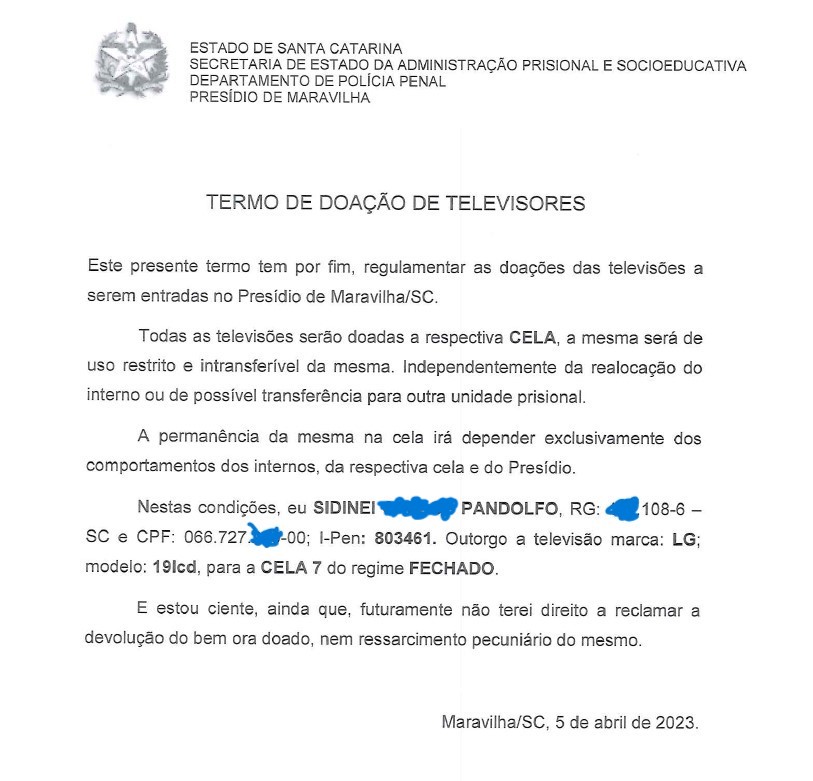 ESTADO DE SANTA CATARINA
SECRETARIA DE ESTADO DA ADMINISTRAÇÃO PRISIONAL E SOCIOEDUCATIVA
DEPARTAMENTO DE POLÍCIA PENAL
PRESÍDIO DE MARAVILHA
TERMO DE DOAÇÃO DE TELEVISORES
Este presente termo tem por fim, regulamentar as doações das televisões a
serem entradas no Presídio de Maravilha/SC.
Todas as televisões serão doadas a respectiva CELA, a mesma será de
uso restrito e intransferível da mesma. Independentemente da realocação do
interno ou de possível transferência para outra unidade prisional.
A permanência da mesma na cela irá depender exclusivamente dos
comportamentos dos internos, da respectiva cela e do Presídio.
Nestas condições, eu SIDINEI PANDOLFO, RG: 108-6 –
SC e CPF: 066.727. -00; I-Pen: 803461. Outorgo a televisão marca: LG;
modelo: 19lcd, para a CELA 7 do regime FECHADO.
E estou ciente, ainda que, futuramente não terei direito a reclamar a
devolução do bem ora doado, nem ressarcimento pecuniário do mesmo.
Maravilha/SC, 5 de abril de 2023.